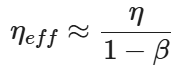 η_eff ≈ η / (1 − β)